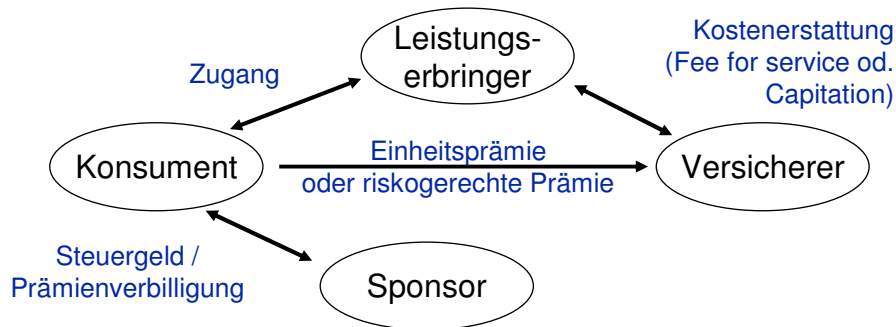 Leistungs-
erbringer
Kostenerstattung
(Fee for service od.
Capitation)
Zugang
Konsument
Einheitsprämie
oder riskogerechte Prämie
Versicherer
Steuergeld /
Prämienverbilligung
Sponsor